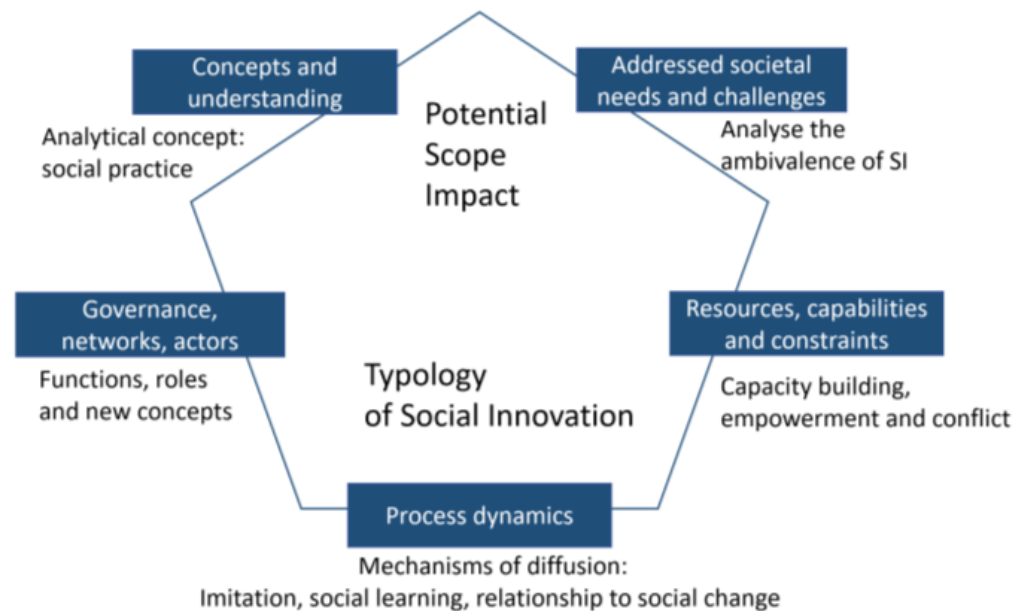 Concepts and
understanding
Addressed societal
needs and challenges
Analytical concept:
social practice
Potential
Scope
Impact
Analyse the
ambivalence of SI
Governance,
networks, actors
Resources, capabilities
and constraints
Functions, roles
and new concepts
Typology
of Social Innovation
Capacity building,
empowerment and conflict
Process dynamics
Mechanisms of diffusion:
Imitation, social learning, relationship to social change